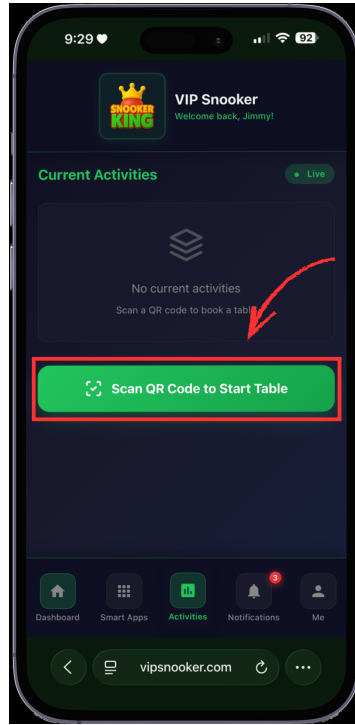 9:29
92
SNOOKER
KING
VIP Snooker
Welcome back, Jimmy!
Current Activities
Live
No current activities
Scan a QR code to book a table
Scan QR Code to Start Table
3
Dashboard
Smart Apps
Activities
Notifications
Me
vipsnooker.com